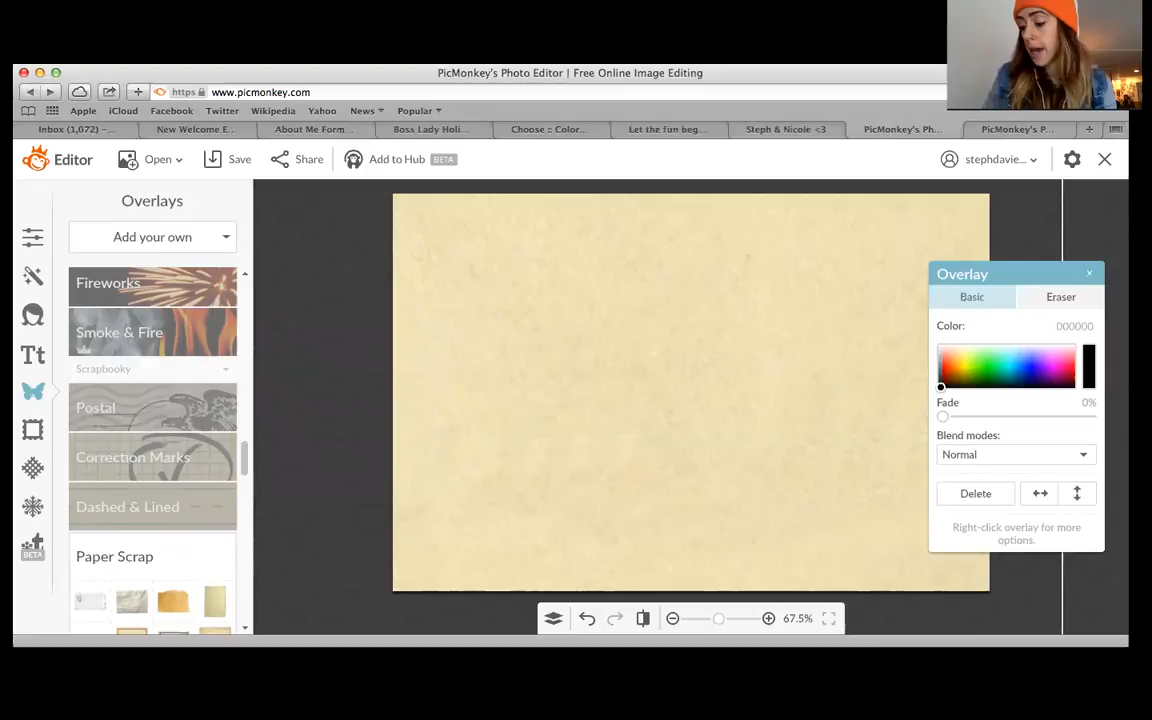 PicMonkey's Photo Editor | Free Online Image Editing
https www.picmonkey.com
Apple iCloud Facebook Twitter Wikipedia Yahoo News Popular
Inbox (1,072) – ... New Welcome E... About Me Form... Boss Lady Holi... Choose :: Color... Let the fun beg... Steph & Nicole <3 PicMonkey's Ph... PicMonkey's P...
Editor Open Save Share Add to Hub BETA stephdavie...
Overlays
Add your own
Fireworks
Smoke & Fire
Scrapbooky
Postal
Correction Marks
Dashed & Lined
Paper Scrap
BETA
Overlay
Basic Eraser
Color: 000000
Fade 0%
Blend modes:
Normal
Delete
Right-click overlay for more
options.
67.5%